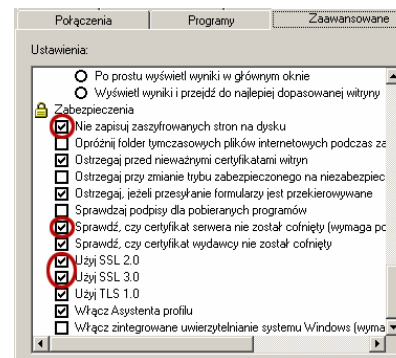 Połączenia Programy Zaawansowane
Ustawienia:
Po prostu wyświetl wyniki w głównym oknie
Wyświetl wyniki i przejdź do najlepiej dopasowanej witryny
Zabezpieczenia
Nie zapisuj zaszyfrowanych stron na dysku
Opróżnij folder tymczasowych plików internetowych podczas za
Ostrzegaj przed nieważnymi certyfikatami witryn
Ostrzegaj przy zmianie trybu zabezpieczonego na niezabezpiec
Ostrzegaj, jeżeli przesyłanie formularzy jest przekierowywane
Sprawdzaj podpisy dla pobieranych programów
Sprawdź, czy certyfikat serwera nie został cofnięty (wymaga po
Sprawdź, czy certyfikat wydawcy nie został cofnięty
Użyj SSL 2.0
Użyj SSL 3.0
Użyj TLS 1.0
Włącz Asystenta profilu
Włącz zintegrowane uwierzytelnianie systemu Windows (wyma